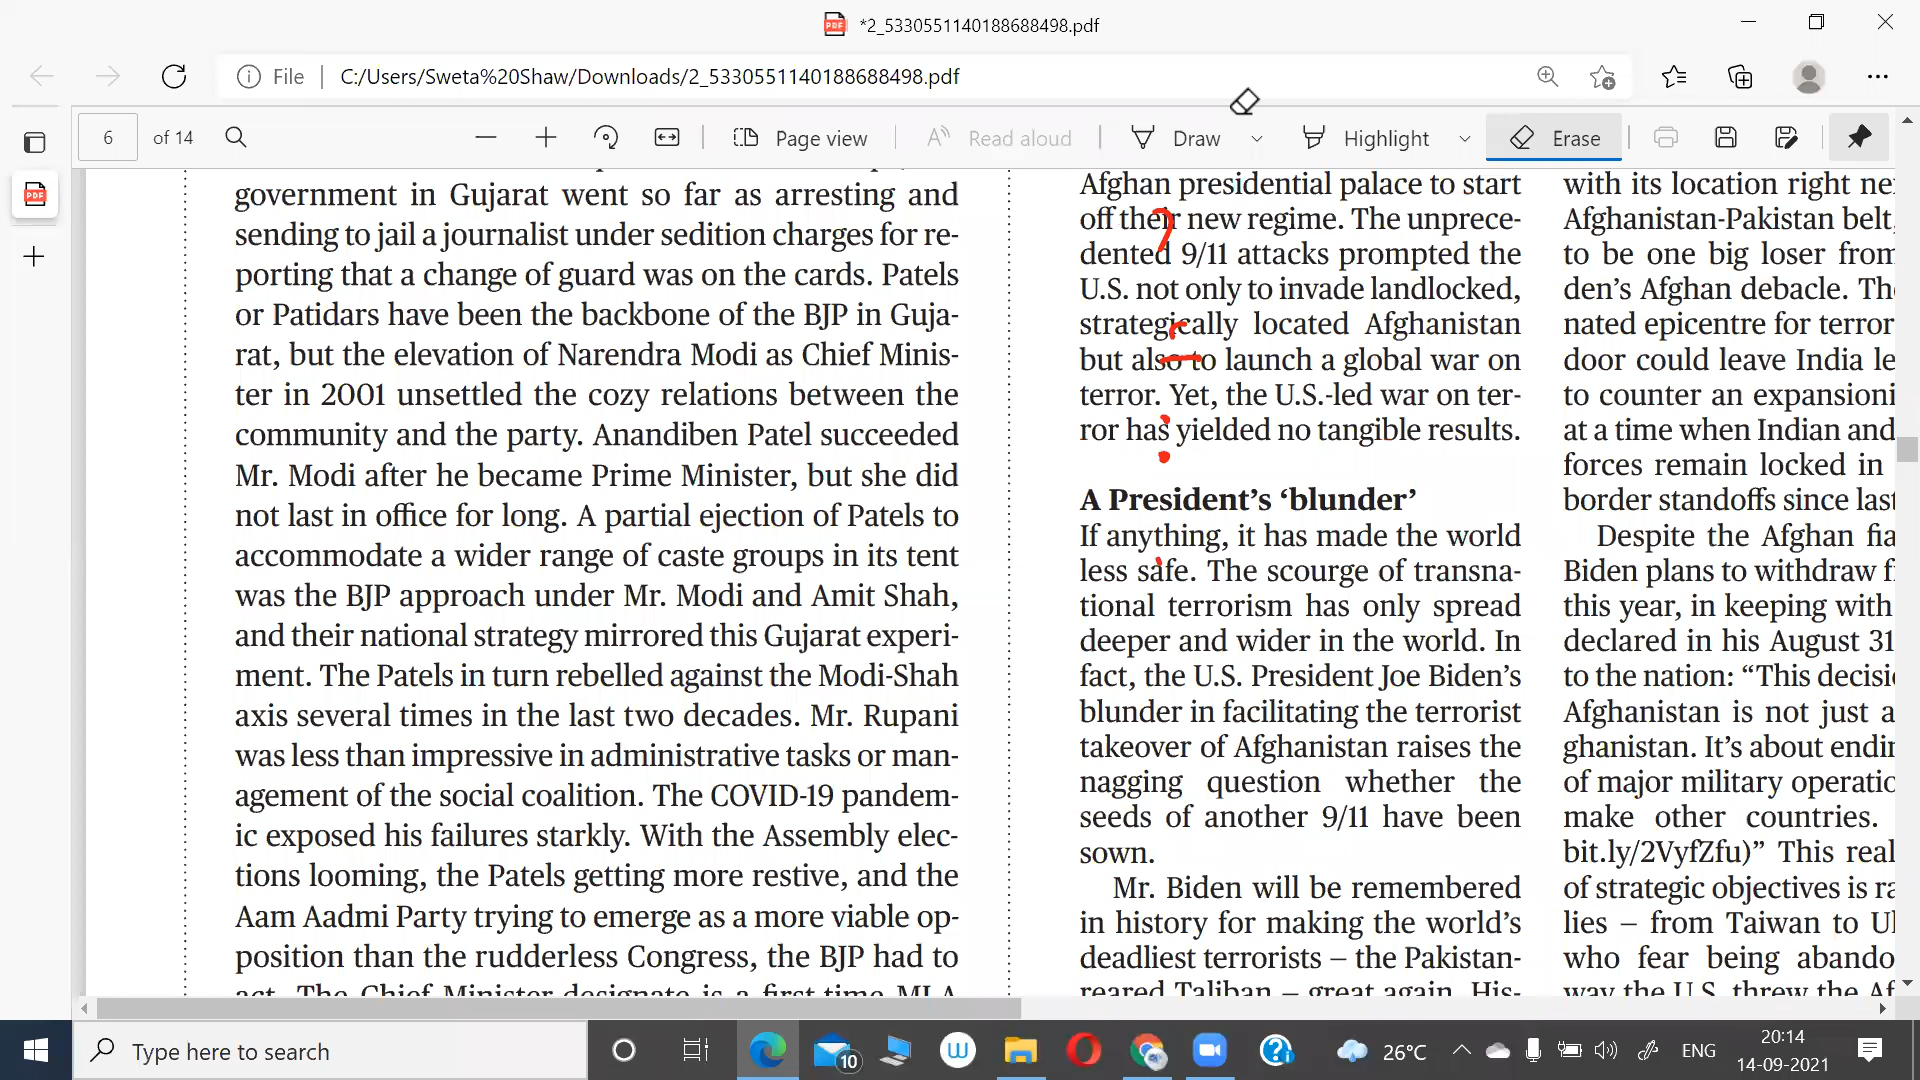 *2_5330551140188688498.pdf
File
C:/Users/Sweta%20Shaw/Downloads/2_5330551140188688498.pdf
6 of 14
Page view
Read aloud
Draw
Highlight
Erase
government in Gujarat went so far as arresting and
sending to jail a journalist under sedition charges for re-
porting that a change of guard was on the cards. Patels
or Patidars have been the backbone of the BJP in Guja-
rat, but the elevation of Narendra Modi as Chief Minis-
ter in 2001 unsettled the cozy relations between the
community and the party. Anandiben Patel succeeded
Mr. Modi after he became Prime Minister, but she did
not last in office for long. A partial ejection of Patels to
accommodate a wider range of caste groups in its tent
was the BJP approach under Mr. Modi and Amit Shah,
and their national strategy mirrored this Gujarat experi-
ment. The Patels in turn rebelled against the Modi-Shah
axis several times in the last two decades. Mr. Rupani
was less than impressive in administrative tasks or man-
agement of the social coalition. The COVID-19 pandem-
ic exposed his failures starkly. With the Assembly elec-
tions looming, the Patels getting more restive, and the
Aam Aadmi Party trying to emerge as a more viable op-
position than the rudderless Congress, the BJP had to
act. The Chief Minister designate is a first-time MLA
Afghan presidential palace to start
off their new regime. The unprece-
dented 9/11 attacks prompted the
U.S. not only to invade landlocked,
strategically located Afghanistan
but also to launch a global war on
terror. Yet, the U.S.-led war on ter-
ror has yielded no tangible results.
A President's ‘blunder’
If anything, it has made the world
less safe. The scourge of transna-
tional terrorism has only spread
deeper and wider in the world. In
fact, the U.S. President Joe Biden's
blunder in facilitating the terrorist
takeover of Afghanistan raises the
nagging question whether the
seeds of another 9/11 have been
sown.
Mr. Biden will be remembered
in history for making the world's
deadliest terrorists – the Pakistan-
reared Taliban – great again. His-
with its location right
Afghanistan-Pakistan belt,
to be one big loser from
den's Afghan debacle.
nated epicentre for terror
door could leave India
to counter an
at a time when Indian and
forces remain locked in
border standoffs since last
Despite the Afghan
Biden plans to withdraw
this year, in keeping with
declared in his August 31
to the nation: “This
Afghanistan is not just a
ghanistan. It's about
of major military
make other countries.
bit.ly/2VyfZfu)” This
of strategic objectives is
lies – from Taiwan to
who fear being
way the U.S. threw the
Type here to search
10
26°C
ENG
20:14
14-09-2021